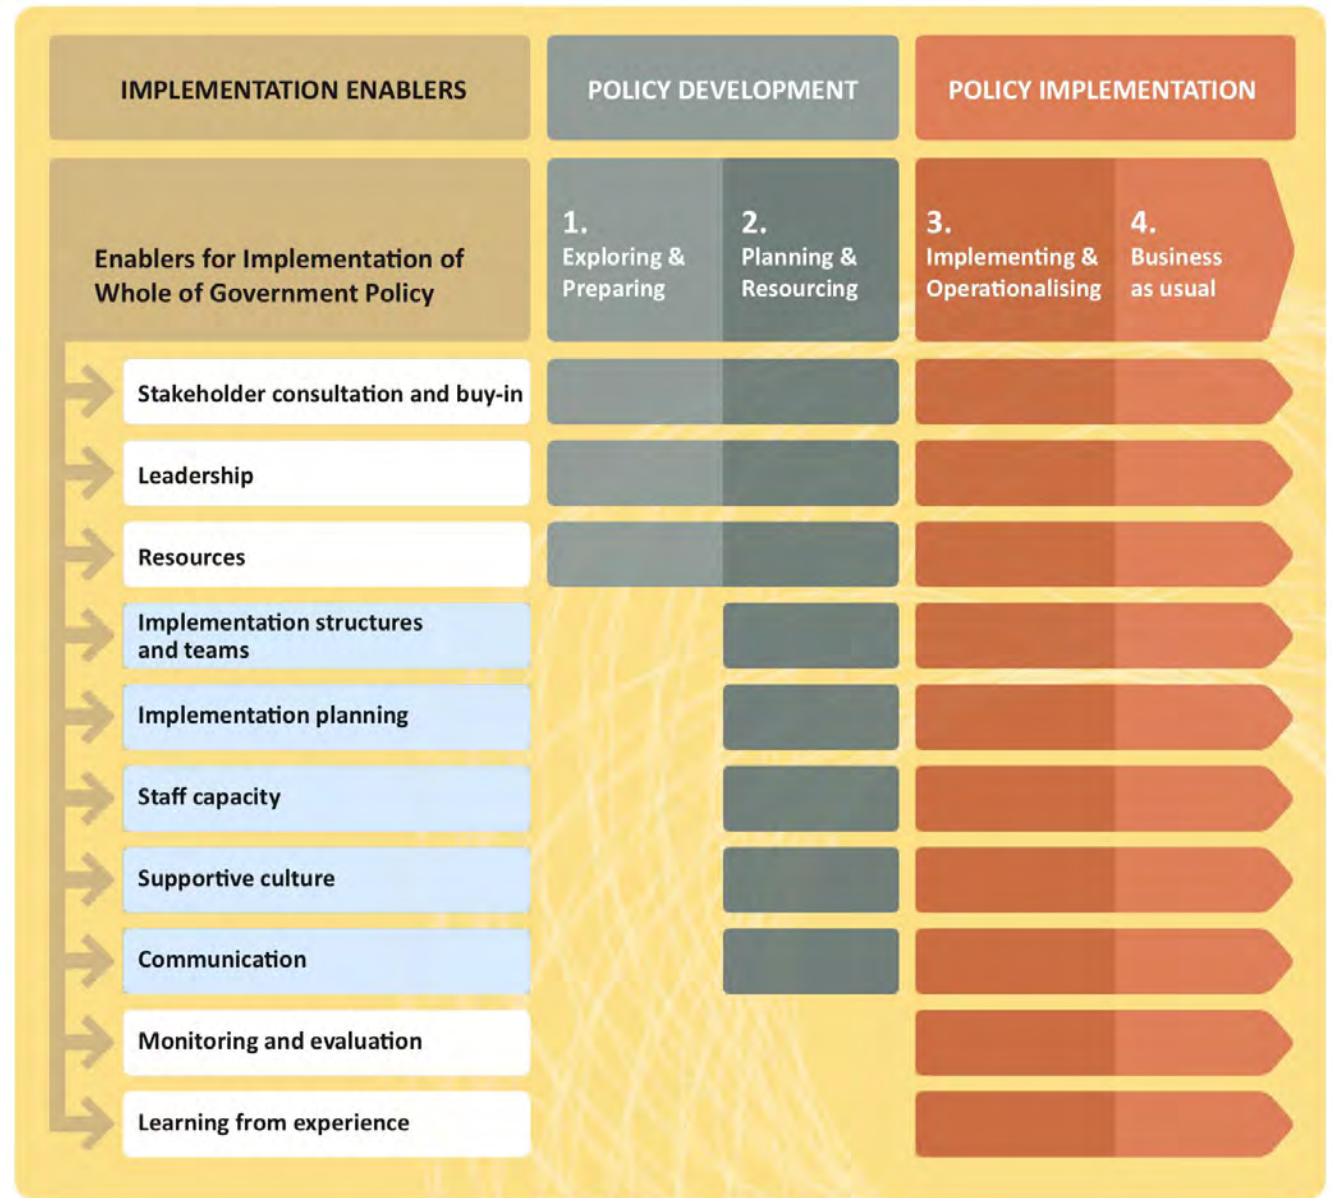 IMPLEMENTATION ENABLERS
POLICY DEVELOPMENT
POLICY IMPLEMENTATION
Enablers for Implementation of
Whole of Government Policy
1.
Exploring &
Preparing
2.
Planning &
Resourcing
3.
Implementing &
Operationalising
4.
Business
as usual
Stakeholder consultation and buy-in
Leadership
Resources
Implementation structures
and teams
Implementation planning
Staff capacity
Supportive culture
Communication
Monitoring and evaluation
Learning from experience